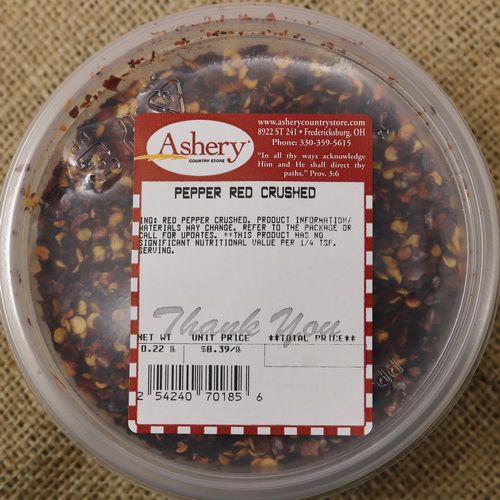 Ashery
COUNTRY STORE
www.asherycountrystore.com
8922 ST 241 • Fredericksburg, OH
Phone: 330-359-5615
"In all thy ways acknowledge
Him and He shall direct thy
paths." Prov. 3:6
PEPPER RED CRUSHED
ING: RED PEPPER CRUSHED. PRODUCT INFORMATION/
MATERIALS MAY CHANGE. REFER TO THE PACKAGE OR
CALL FOR UPDATES. **THIS PRODUCT HAS NO
SIGNIFICANT NUTRITIONAL VALUE PER 1/4 TSP.
SERVING.
Thank You
NET WT UNIT PRICE **TOTAL PRICE**
0.22 lb $8.39/lb
2 54240 70185 6
PP